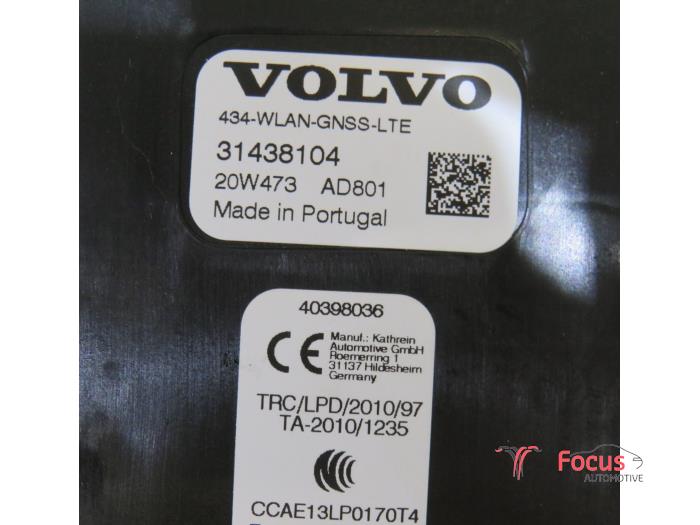 VOLVO
434-WLAN-GNSS-LTE
31438104
20W473 AD801
Made in Portugal
40398036
CE Manuf.: Kathrein
Automotive GmbH
Roemerring 1
31137 Hildesheim
Germany
TRC/LPD/2010/97
TA-2010/1235
CCAE13LP0170T4
Focus
AUTOMOTIVE